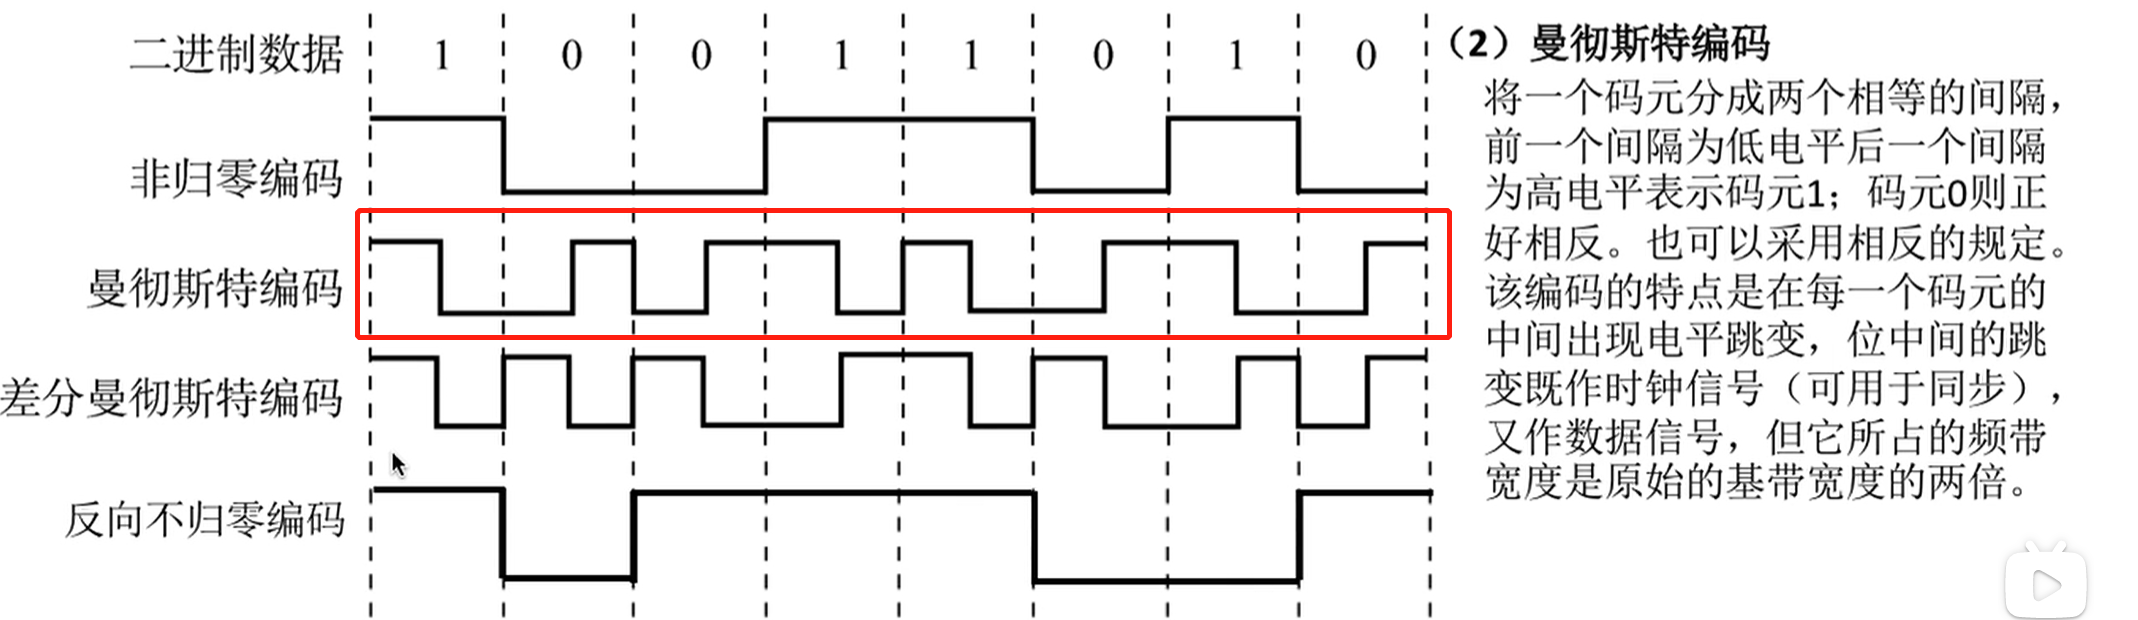 二进制数据 1 0 0 1 1 0 1 0
非归零编码
曼彻斯特编码
差分曼彻斯特编码
反向不归零编码
（2）曼彻斯特编码
将一个码元分成两个相等的间隔，
前一个间隔为低电平后一个间隔
为高电平表示码元1；码元0则正
好相反。也可以采用相反的规定。
该编码的特点是在每一个码元的
中间出现电平跳变，位中间的跳
变既作时钟信号（可用于同步），
又作数据信号，但它所占的频带
宽度是原始的基带宽度的两倍。